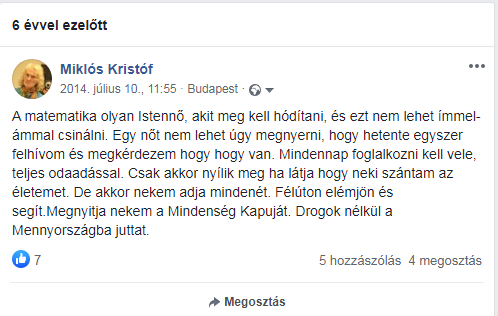 6 évvel ezelőtt
Miklós Kristóf
2014. július 10., 11:55 · Budapest ·
A matematika olyan Istennő, akit meg kell hódítani, és ezt nem lehet ímmel-
ámmal csinálni. Egy nőt nem lehet úgy megnyerni, hogy hetente egyszer
felhívom és megkérdezem hogy hogy van. Mindennap foglalkozni kell vele,
teljes odaadással. Csak akkor nyílik meg ha látja hogy neki szántam az
életemet. De akkor nekem adja mindenét. Félúton elémjön és
segít.Megnyitja nekem a Mindenség Kapuját. Drogok nélkül a
Mennyországba juttat.
7
5 hozzászólás 4 megosztás
Megosztás